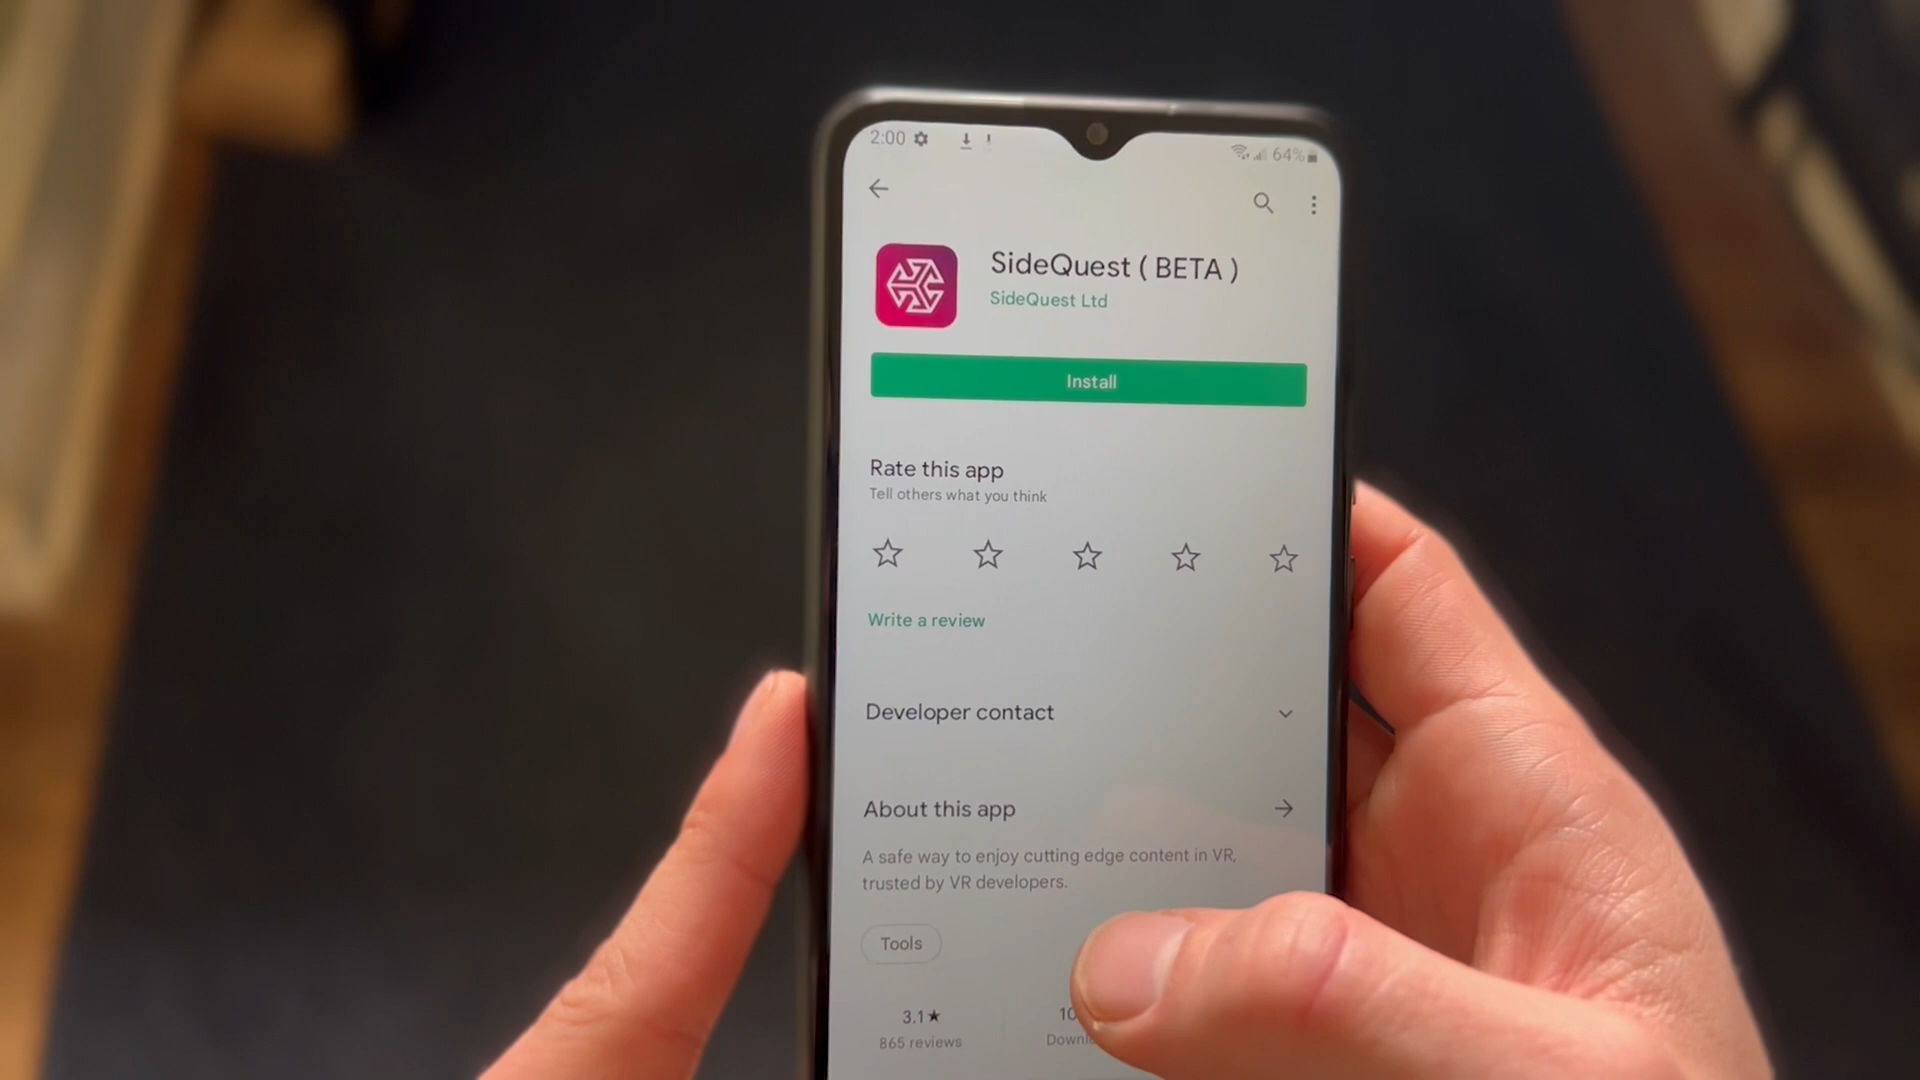 2:00
64%
SideQuest ( BETA )
SideQuest Ltd
Install
Rate this app
Tell others what you think
Write a review
Developer contact
About this app
A safe way to enjoy cutting edge content in VR,
trusted by VR developers.
Tools
3.1★
865 reviews